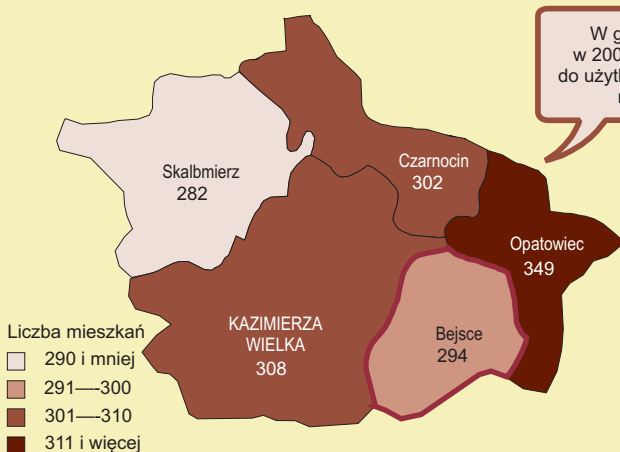 W g
w 200
do użytk
Skalbmierz
282
Czarnocin
302
Opatowiec
349
KAZIMIERZA
WIELKA
308
Bejsce
294
Liczba mieszkań
290 i mniej
291—-300
301—-310
311 i więcej